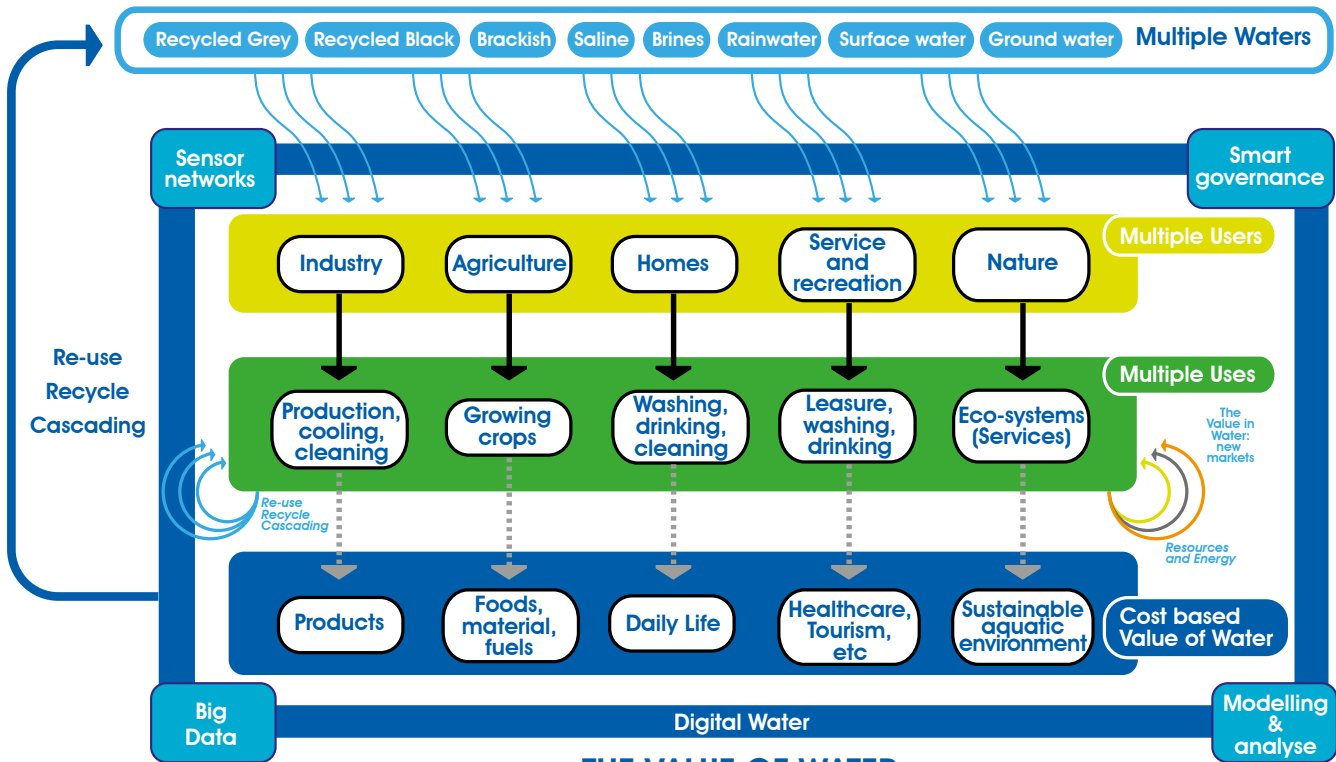 Recycled Grey
Recycled Black
Brackish
Saline
Brines
Rainwater
Surface water
Ground water
Multiple Waters
Sensor
networks
Smart
governance
Multiple Users
Industry
Agriculture
Homes
Service
and
recreation
Nature
Re-use
Recycle
Cascading
Multiple Uses
Production,
cooling,
cleaning
Growing
crops
Washing,
drinking,
cleaning
Leasure,
washing,
drinking
Eco-systems
(Services)
The
Value in
Water:
new
markets
Re-use
Recycle
Cascading
Resources
and Energy
Products
Foods,
material,
fuels
Daily Life
Healthcare,
Tourism,
etc
Sustainable
aquatic
environment
Cost based
Value of Water
Big
Data
Digital Water
Modelling
&
analyse
THE VALUE OF WATER